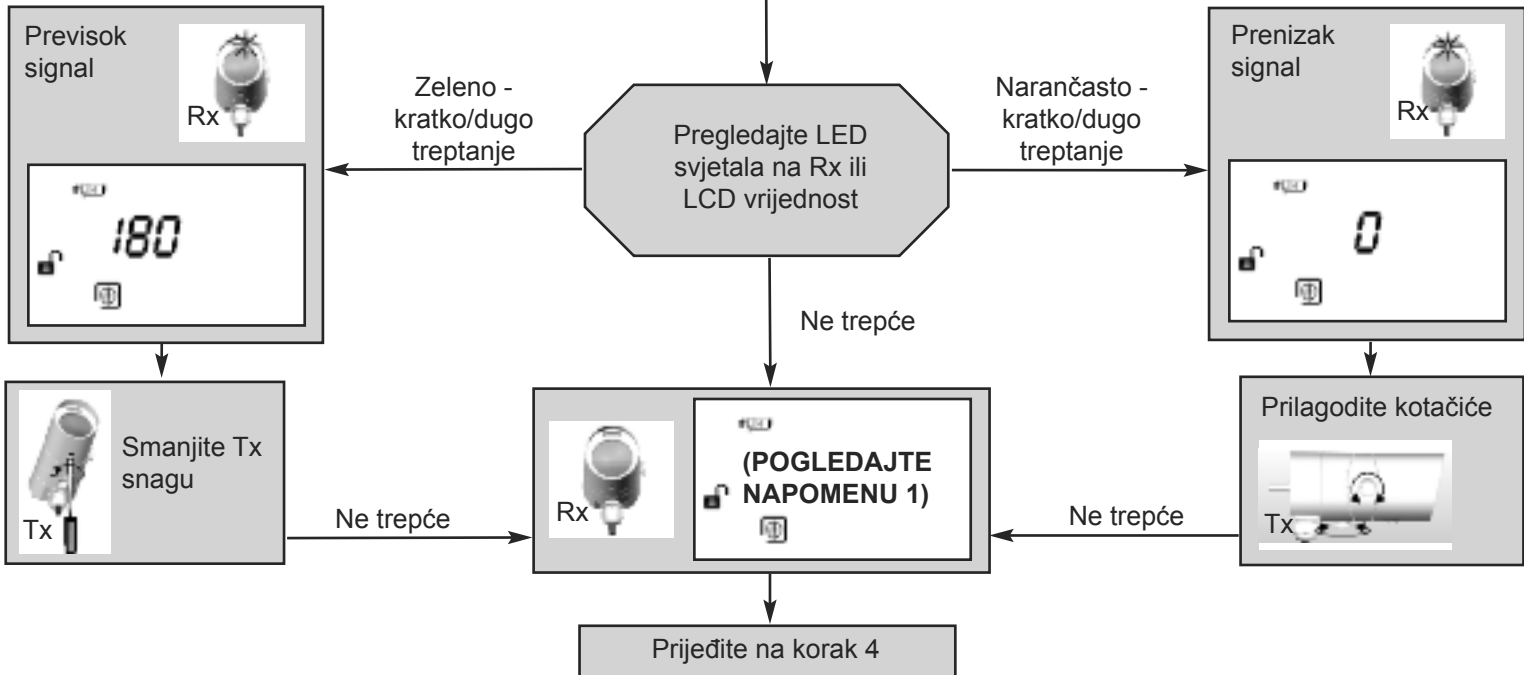 Previsok
signal
Rx
180
Zeleno -
kratko/dugo
treptanje
Pregledajte LED
svjetala na Rx ili
LCD vrijednost
Narančasto -
kratko/dugo
treptanje
Prenizak
signal
Rx
0
Ne trepće
Smanjite Tx
snagu
Tx
Ne trepće
Rx
(POGLEDAJTE
NAPOMENU 1)
Ne trepće
Prilagodite kotačiće
Tx
Prijeđite na korak 4